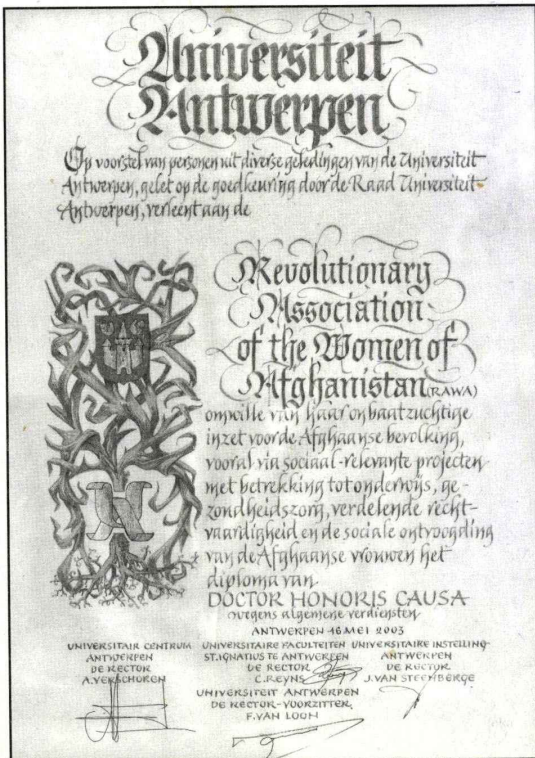 Universiteit
Antwerpen
Op voorstel van personen uit diverse geledingen van de Universiteit
Antwerpen, gelet op de goedkeuring door de Raad Universiteit
Antwerpen, verleent aan de
Revolutionary
Association
of the Women of
Afghanistan (RAWA)
omwille van haar onbaatzuchtige
inzet voor de Afghaanse bevolking,
vooral via sociaal-relevante projecten
met betrekking tot onderwijs, ge-
zondheidszorg, verdelende recht-
vaardigheid en de sociale ontvoogding
van de Afghaanse vrouwen het
diploma van
DOCTOR HONORIS CAUSA
wegens algemene verdiensten
ANTWERPEN 16 MEI 2003
UNIVERSITAIR CENTRUM
ANTWERPEN
DE RECTOR
A. VERSCHOREN
UNIVERSITAIRE FACULTEITEN
ST. IGNATIUS TE ANTWERPEN
DE RECTOR
C. REYNS
UNIVERSITAIRE INSTELLING
ANTWERPEN
DE RECTOR
J. VAN STEENBERGE
UNIVERSITEIT ANTWERPEN
DE RECTOR-VOORZITTER,
F. VAN LOON